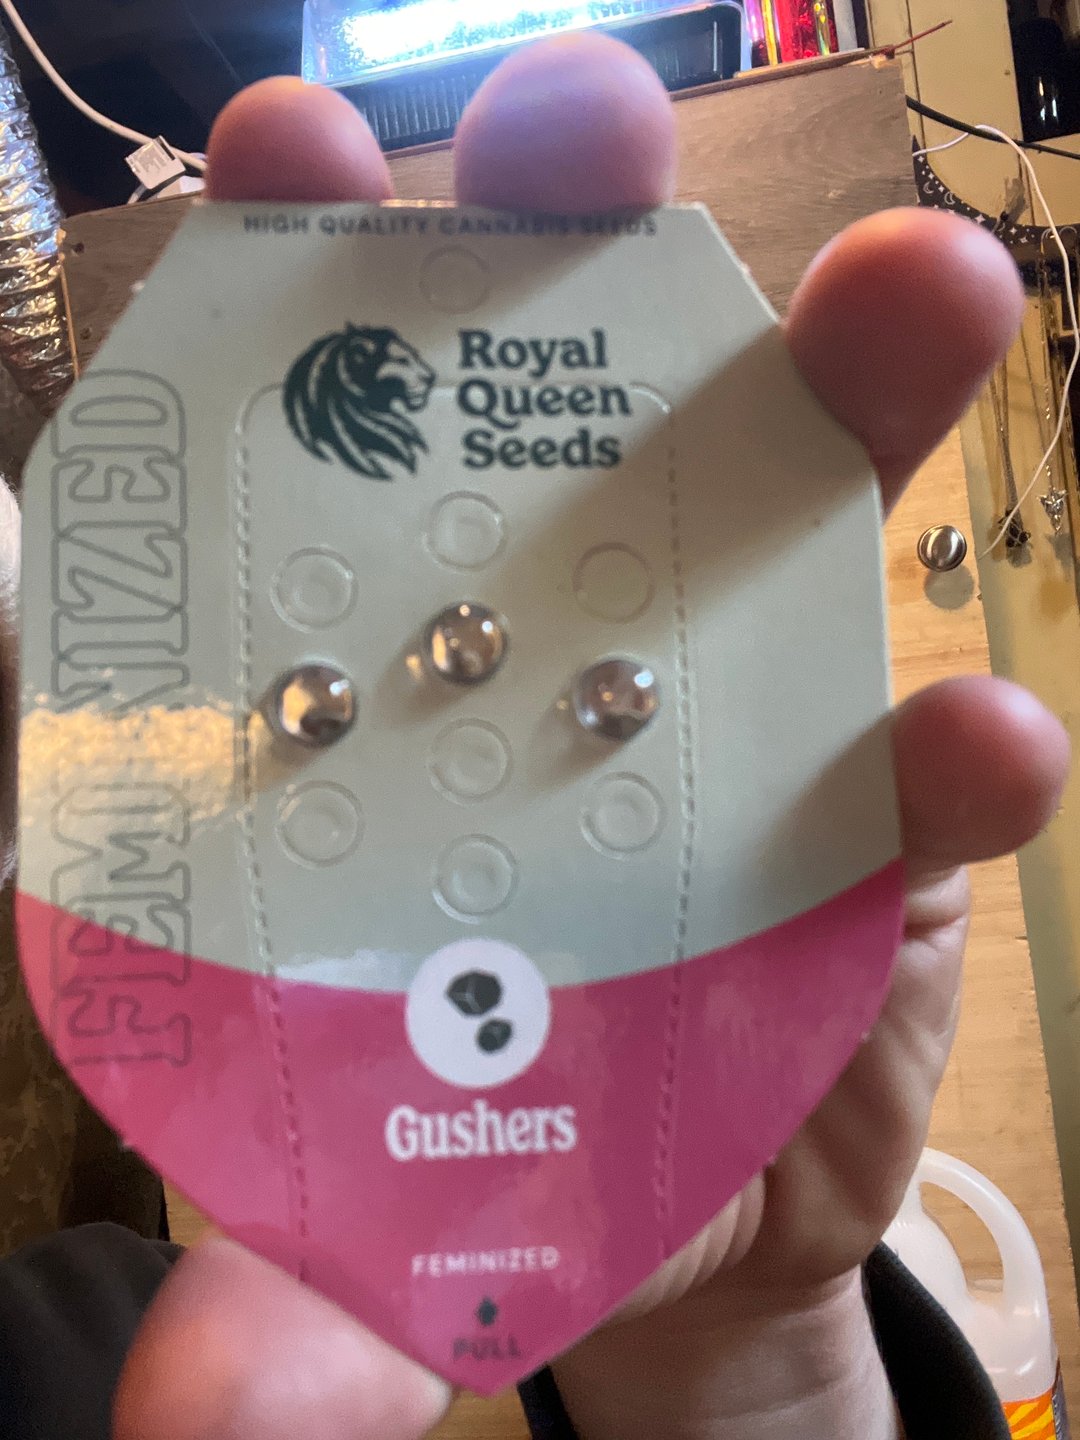 HIGH QUALITY CANNABIS SEEDS
Royal
Queen
Seeds
FEMINIZED
Gushers
FEMINIZED
PULL